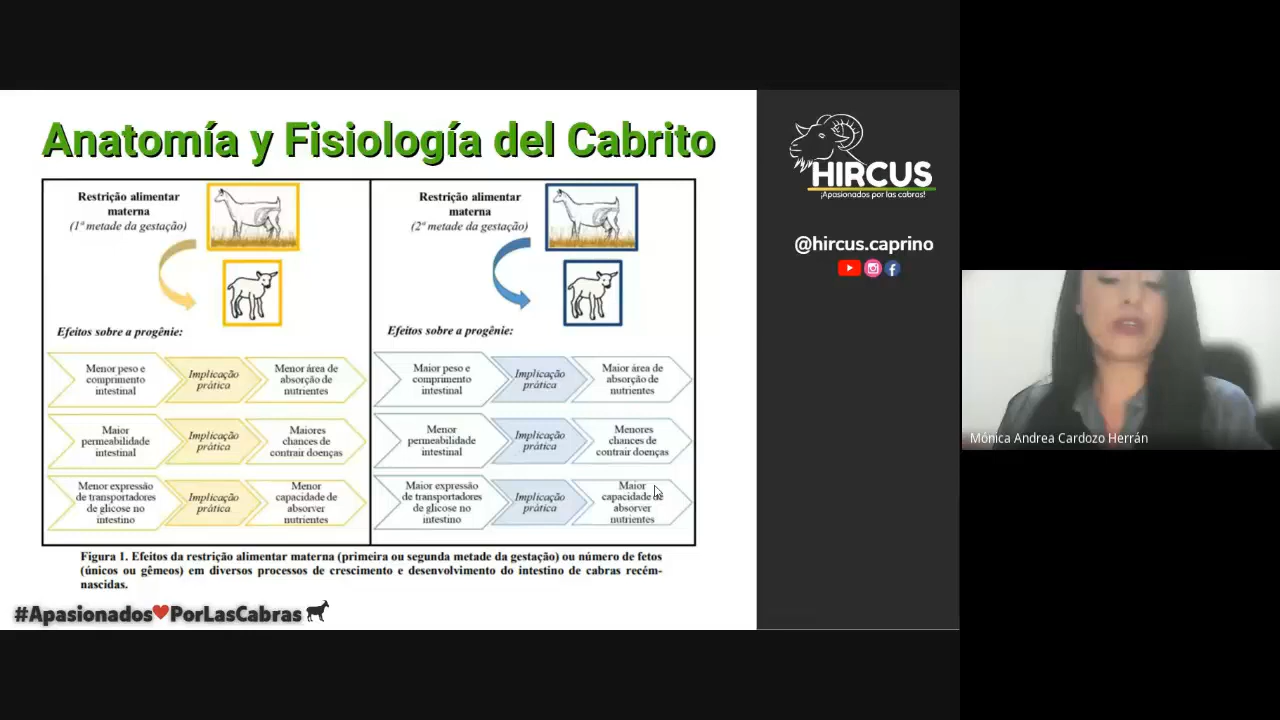 Anatomía y Fisiología del Cabrito
Restrição alimentar
materna
(1ª metade da gestação)
Efeitos sobre a progênie:
Menor peso e
comprimento
intestinal
Implicação
prática
Menor área de
absorção de
nutrientes
Maior
permeabilidade
intestinal
Implicação
prática
Maiores
chances de
contrair doenças
Menor expressão
de transportadores
de glicose no
intestino
Implicação
prática
Menor
capacidade de
absorver
nutrientes
Restrição alimentar
materna
(2ª metade da gestação)
Efeitos sobre a progênie:
Maior peso e
comprimento
intestinal
Implicação
prática
Maior área de
absorção de
nutrientes
Menor
permeabilidade
intestinal
Implicação
prática
Menores
chances de
contrair doenças
Maior expressão
de transportadores
de glicose no
intestino
Implicação
prática
Maior
capacidade de
absorver
nutrientes
Figura 1. Efeitos da restrição alimentar materna (primeira ou segunda metade da gestação) ou número de fetos
(únicos ou gêmeos) em diversos processos de crescimento e desenvolvimento do intestino de cabras recém-
nascidas.
#Apasionados❤PorLasCabras
HIRCUS
¡Apasionados por las cabras!
@hircus.caprino
Mónica Andrea Cardozo Herrán